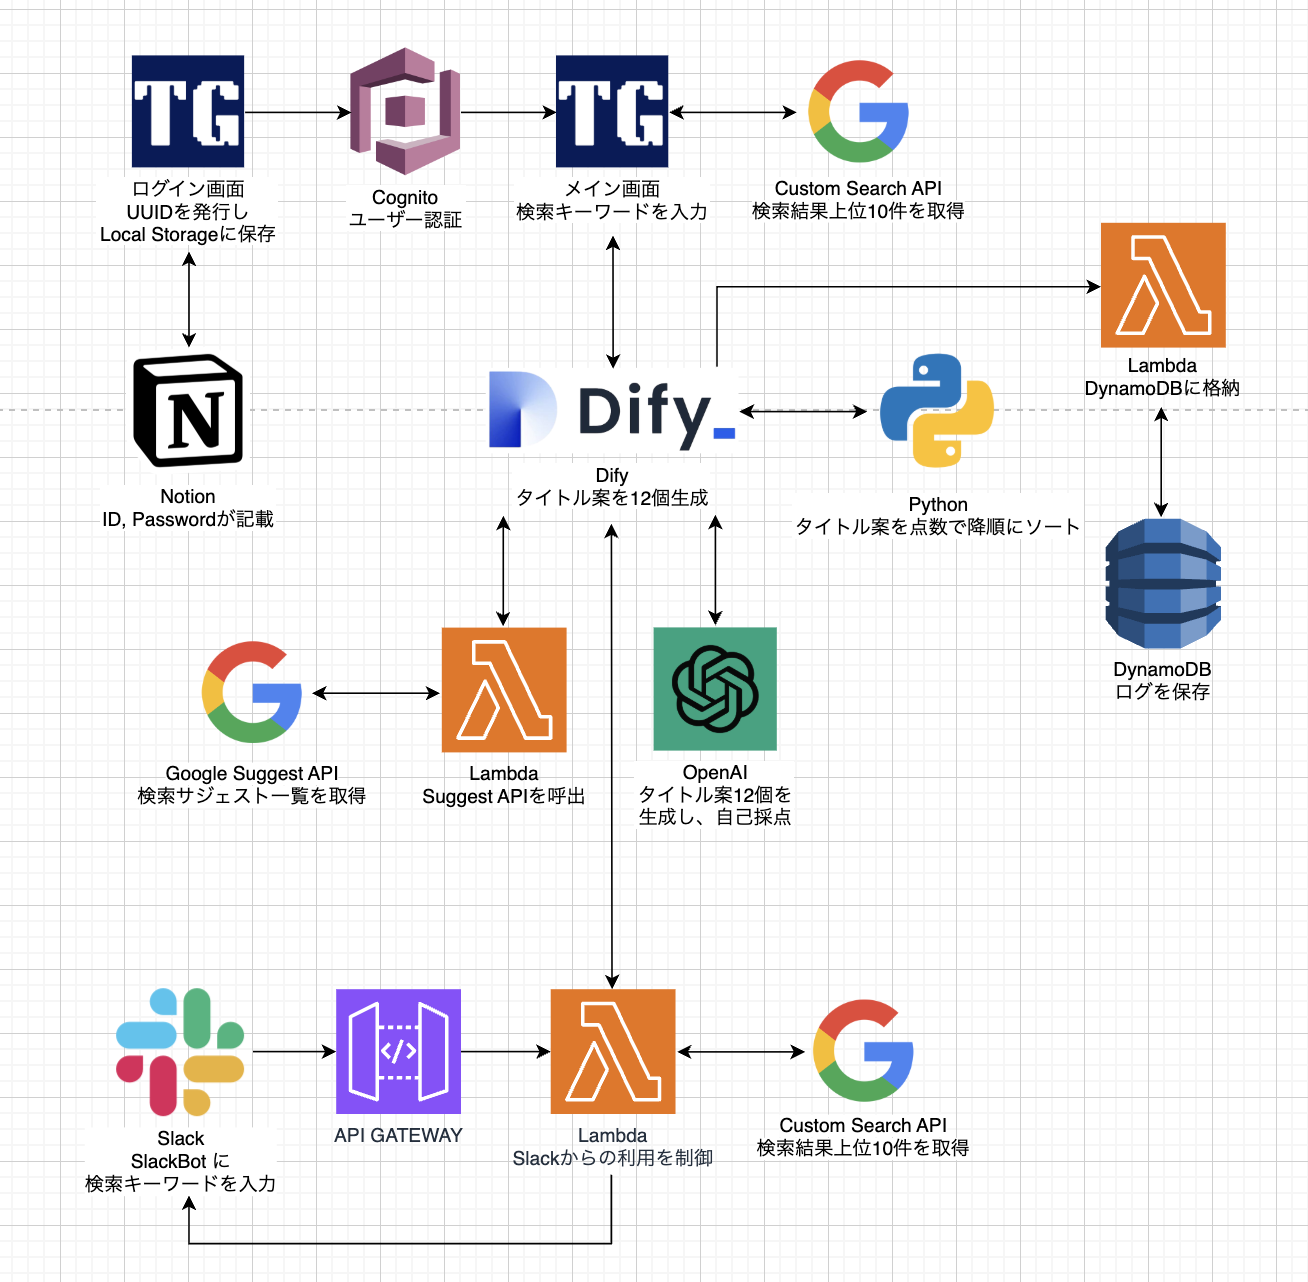 TG
ログイン画面
UUIDを発行し
Local Storageに保存
Cognito
ユーザー認証
TG
メイン画面
検索キーワードを入力
Custom Search API
検索結果上位10件を取得
Lambda
DynamoDBに格納
N
Notion
ID, Passwordが記載
Dify_
Dify
タイトル案を12個生成
Python
タイトル案を点数で降順にソート
DynamoDB
ログを保存
Google Suggest API
検索サジェスト一覧を取得
Lambda
Suggest APIを呼出
OpenAI
タイトル案12個を
生成し、自己採点
Slack
SlackBot に
検索キーワードを入力
</>
API GATEWAY
Lambda
Slackからの利用を制御
Custom Search API
検索結果上位10件を取得